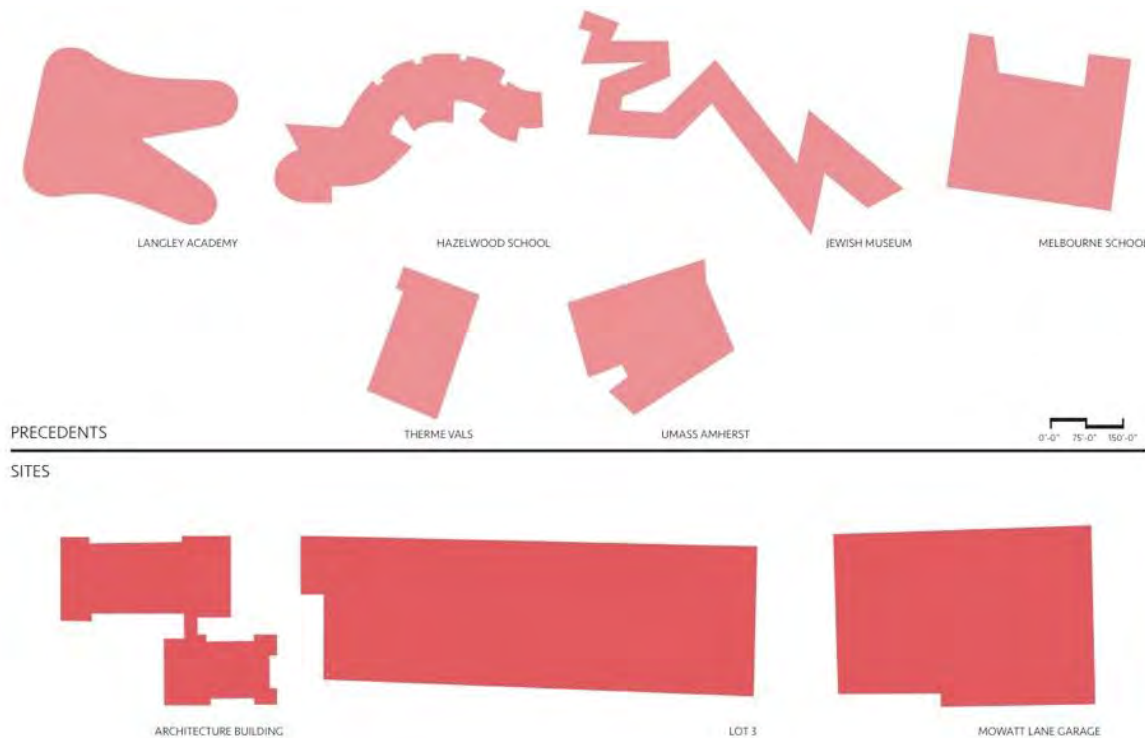 LANGLEY ACADEMY
HAZELWOOD SCHOOL
JEWISH MUSEUM
MELBOURNE SCHOOL
THERME VALS
UMASS AMHERST
PRECEDENTS
0'-0" 75'-0" 150'-0"
SITES
ARCHITECTURE BUILDING
LOT 3
MOWATT LANE GARAGE